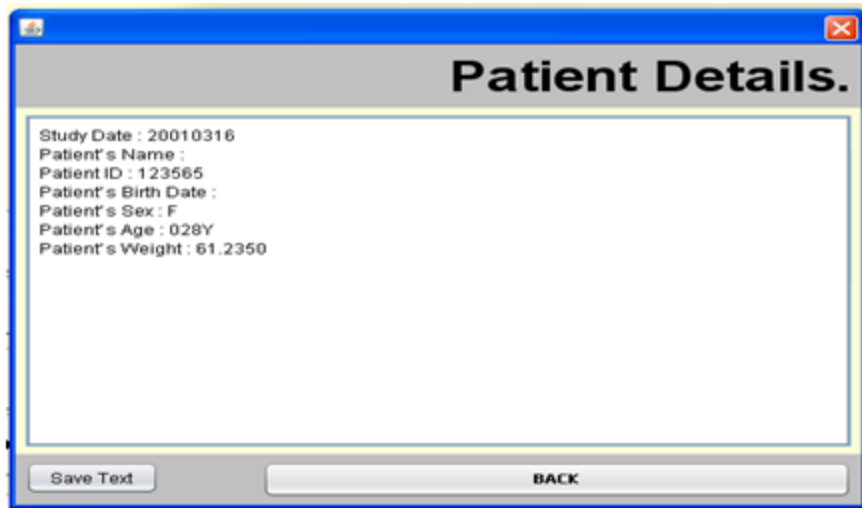 Patient Details.
Study Date : 20010316
Patient's Name :
Patient ID : 123565
Patient's Birth Date :
Patient's Sex : F
Patient's Age : 028Y
Patient's Weight : 61.2350
Save Text
BACK